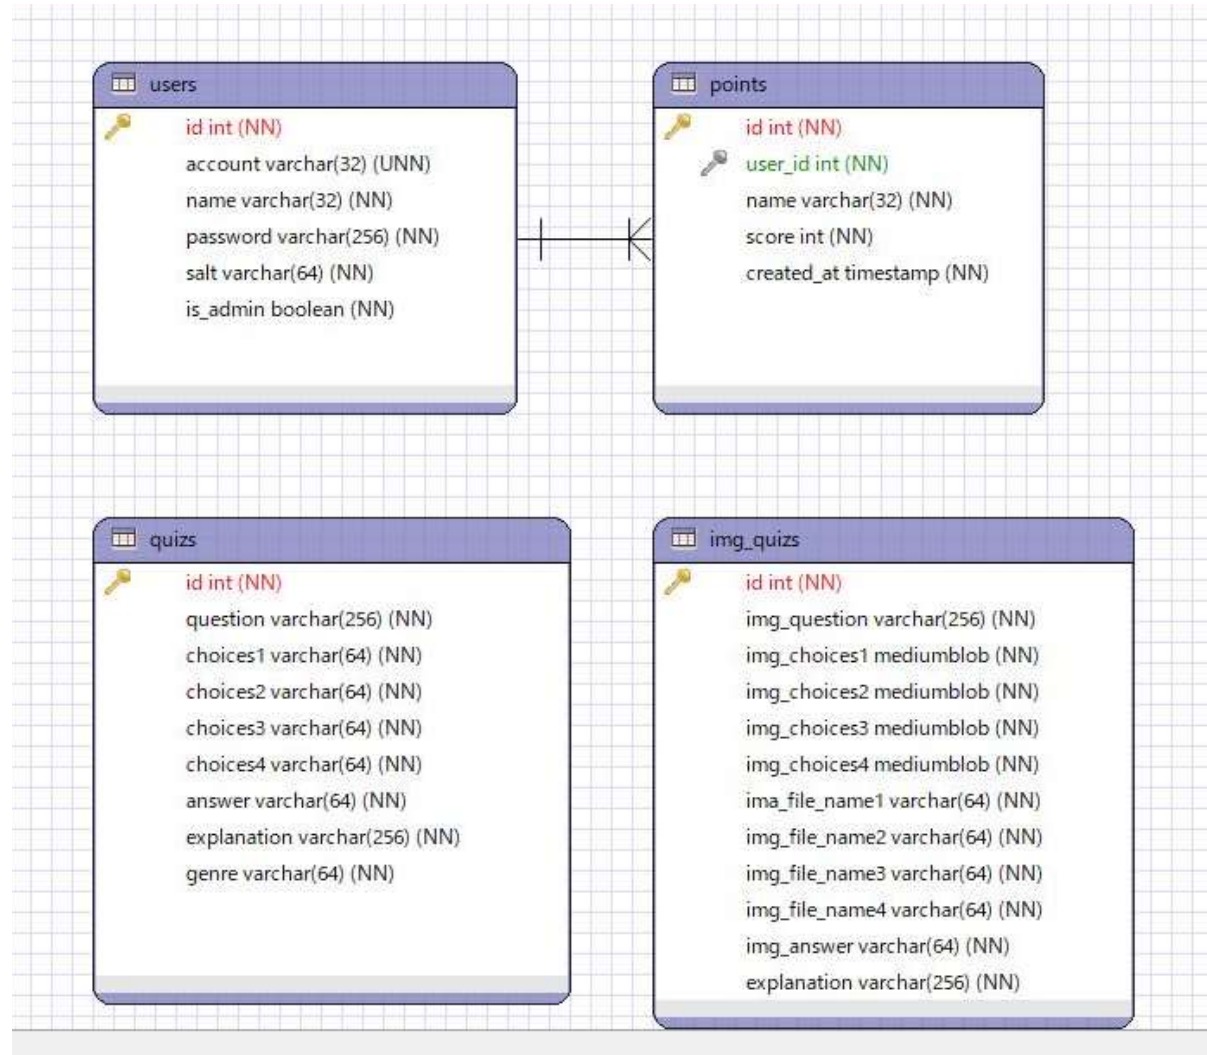 users
id int (NN)
account varchar(32) (UNN)
name varchar(32) (NN)
password varchar(256) (NN)
salt varchar(64) (NN)
is_admin boolean (NN)
points
id int (NN)
user_id int (NN)
name varchar(32) (NN)
score int (NN)
created_at timestamp (NN)
quizs
id int (NN)
question varchar(256) (NN)
choices1 varchar(64) (NN)
choices2 varchar(64) (NN)
choices3 varchar(64) (NN)
choices4 varchar(64) (NN)
answer varchar(64) (NN)
explanation varchar(256) (NN)
genre varchar(64) (NN)
img_quizs
id int (NN)
img_question varchar(256) (NN)
img_choices1 mediumblob (NN)
img_choices2 mediumblob (NN)
img_choices3 mediumblob (NN)
img_choices4 mediumblob (NN)
ima_file_name1 varchar(64) (NN)
img_file_name2 varchar(64) (NN)
img_file_name3 varchar(64) (NN)
img_file_name4 varchar(64) (NN)
img_answer varchar(64) (NN)
explanation varchar(256) (NN)